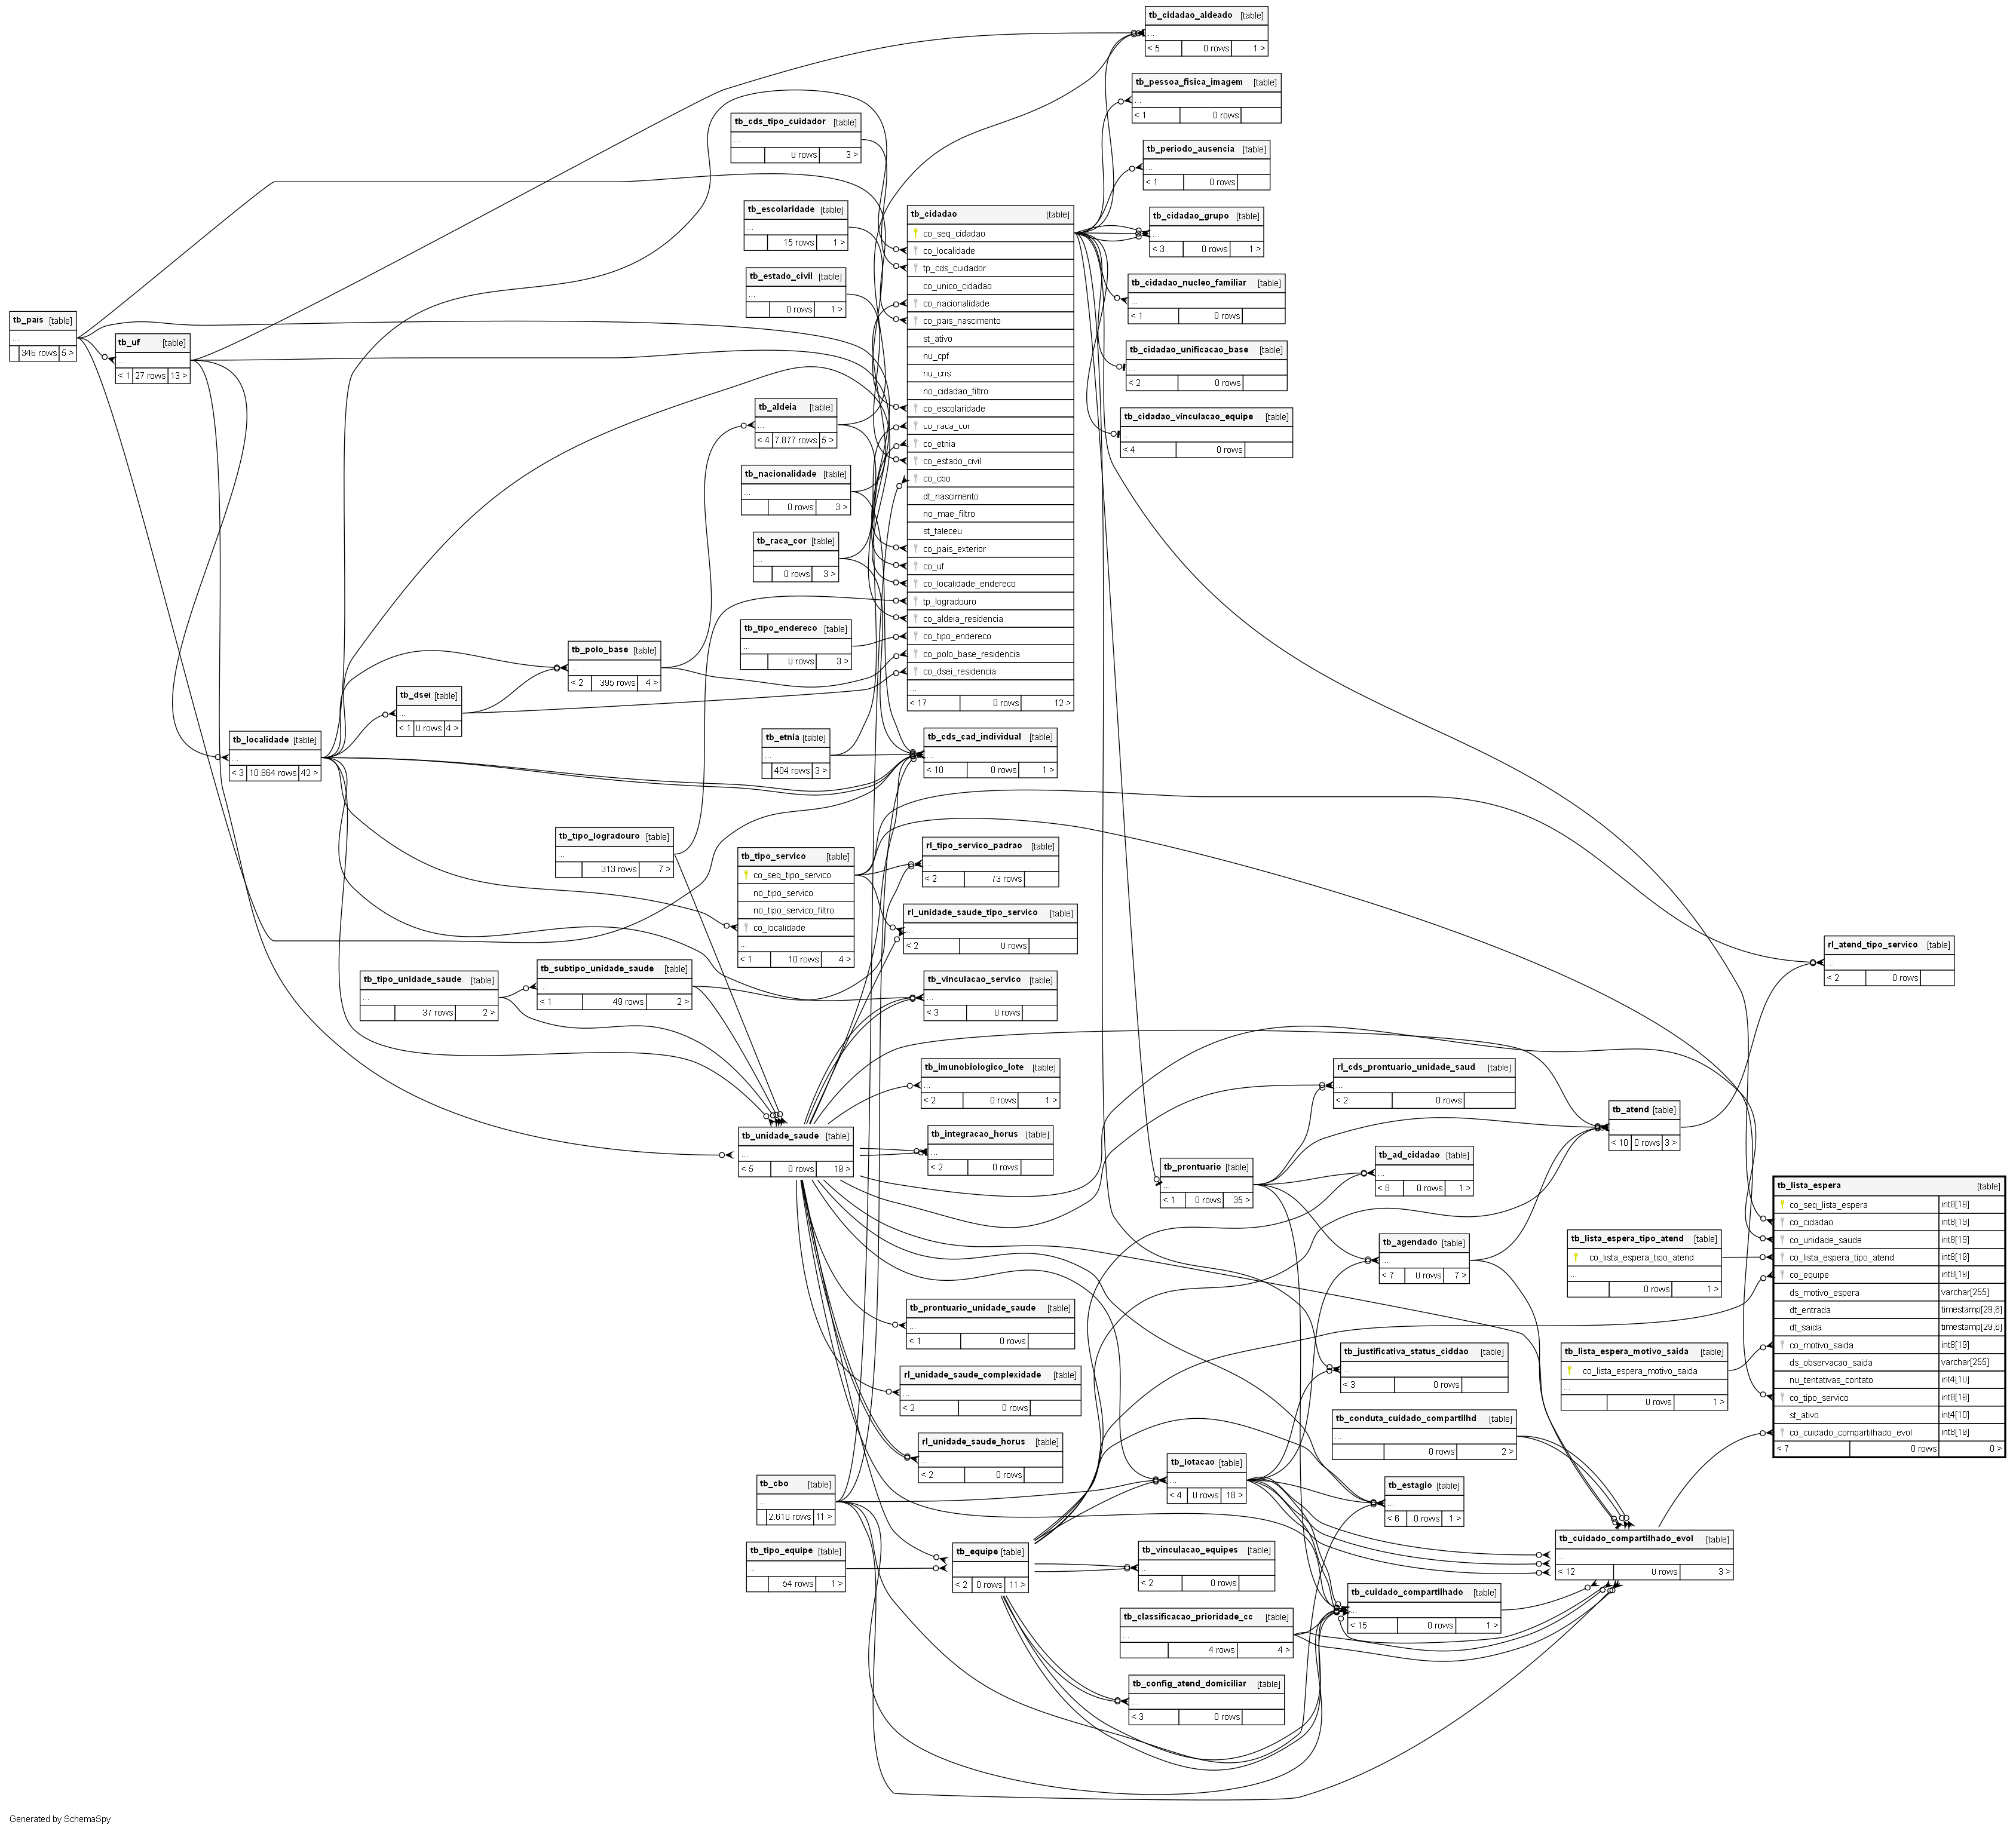 tb_cidadao_aldeado [table]
...
< 5 0 rows 1 >
tb_pessoa_fisica_imagem [table]
...
< 1 0 rows
tb_cds_tipo_cuidador [table]
...
0 rows 3 >
tb_periodo_ausencia [table]
...
< 1 0 rows
tb_escolaridade [table]
...
15 rows 1 >
tb_cidadao_grupo [table]
...
< 3 0 rows 1 >
tb_estado_civil [table]
...
0 rows 1 >
tb_cidadao [table]
co_seq_cidadao
co_localidade
tp_cds_cuidador
co_unico_cidadao
co_nacionalidade
co_pais_nascimento
st_ativo
nu_cpf
nu_cns
no_cidadao_filtro
co_escolaridade
co_raca_cor
co_etnia
co_estado_civil
co_cbo
dt_nascimento
no_mae_filtro
st_faleceu
co_pais_exterior
co_uf
co_localidade_endereco
tp_logradouro
co_aldeia_residencia
co_tipo_endereco
co_polo_base_residencia
co_dsei_residencia
...
< 17 0 rows 12 >
tb_cidadao_nucleo_familiar [table]
...
< 1 0 rows
tb_cidadao_unificacao_base [table]
...
< 2 0 rows
tb_cidadao_vinculacao_equipe [table]
...
< 4 0 rows
tb_pais [table]
...
346 rows 5 >
tb_uf [table]
...
< 1 27 rows 13 >
tb_aldeia [table]
...
< 4 7.877 rows 5 >
tb_nacionalidade [table]
...
0 rows 3 >
tb_raca_cor [table]
...
0 rows 3 >
tb_tipo_endereco [table]
...
0 rows 3 >
tb_polo_base [table]
...
< 2 395 rows 4 >
tb_dsei [table]
...
< 1 0 rows 4 >
tb_localidade [table]
...
< 3 10.864 rows 42 >
tb_etnia [table]
...
404 rows 3 >
tb_cds_cad_individual [table]
...
< 10 0 rows 1 >
tb_tipo_logradouro [table]
...
313 rows 7 >
tb_tipo_servico [table]
co_seq_tipo_servico
no_tipo_servico
no_tipo_servico_filtro
co_localidade
...
< 1 10 rows 4 >
rl_tipo_servico_padrao [table]
...
< 2 73 rows
rl_unidade_saude_tipo_servico [table]
...
< 2 0 rows
rl_atend_tipo_servico [table]
...
< 2 0 rows
tb_tipo_unidade_saude [table]
...
37 rows 2 >
tb_subtipo_unidade_saude [table]
...
< 1 49 rows 2 >
tb_vinculacao_servico [table]
...
< 3 0 rows
tb_imunobiologico_lote [table]
...
< 2 0 rows 1 >
rl_cds_prontuario_unidade_saud [table]
...
< 2 0 rows
tb_atend [table]
...
< 10 0 rows 3 >
tb_unidade_saude [table]
...
< 5 0 rows 19 >
tb_integracao_horus [table]
...
< 2 0 rows
tb_prontuario [table]
...
< 1 0 rows 35 >
tb_ad_cidadao [table]
...
< 8 0 rows 1 >
tb_lista_espera [table]
co_seq_lista_espera int8[19]
co_cidadao int8[19]
co_unidade_saude int8[19]
co_lista_espera_tipo_atend int8[19]
co_equipe int8[19]
ds_motivo_espera varchar[255]
dt_entrada timestamp[29,6]
dt_saida timestamp[29,6]
co_motivo_saida int8[19]
ds_observacao_saida varchar[255]
nu_tentativas_contato int4[10]
co_tipo_servico int8[19]
st_ativo int4[10]
co_cuidado_compartilhado_evol int8[19]
< 7 0 rows 0 >
tb_agendado [table]
...
< 7 0 rows 7 >
tb_lista_espera_tipo_atend [table]
co_lista_espera_tipo_atend
...
0 rows 1 >
tb_prontuario_unidade_saude [table]
...
< 1 0 rows
tb_justificativa_status_ciddao [table]
...
< 3 0 rows
tb_lista_espera_motivo_saida [table]
co_lista_espera_motivo_saida
...
0 rows 1 >
rl_unidade_saude_complexidade [table]
...
< 2 0 rows
tb_conduta_cuidado_compartilhd [table]
...
0 rows 2 >
rl_unidade_saude_horus [table]
...
< 2 0 rows
tb_cbo [table]
...
2.610 rows 11 >
tb_lotacao [table]
...
< 4 0 rows 18 >
tb_estagio [table]
...
< 6 0 rows 1 >
tb_tipo_equipe [table]
...
54 rows 1 >
tb_equipe [table]
...
< 2 0 rows 11 >
tb_vinculacao_equipes [table]
...
< 2 0 rows
tb_cuidado_compartilhado_evol [table]
...
< 12 0 rows 3 >
tb_cuidado_compartilhado [table]
...
< 15 0 rows 1 >
tb_classificacao_prioridade_cc [table]
...
4 rows 4 >
tb_config_atend_domiciliar [table]
...
< 3 0 rows
Generated by SchemaSpy